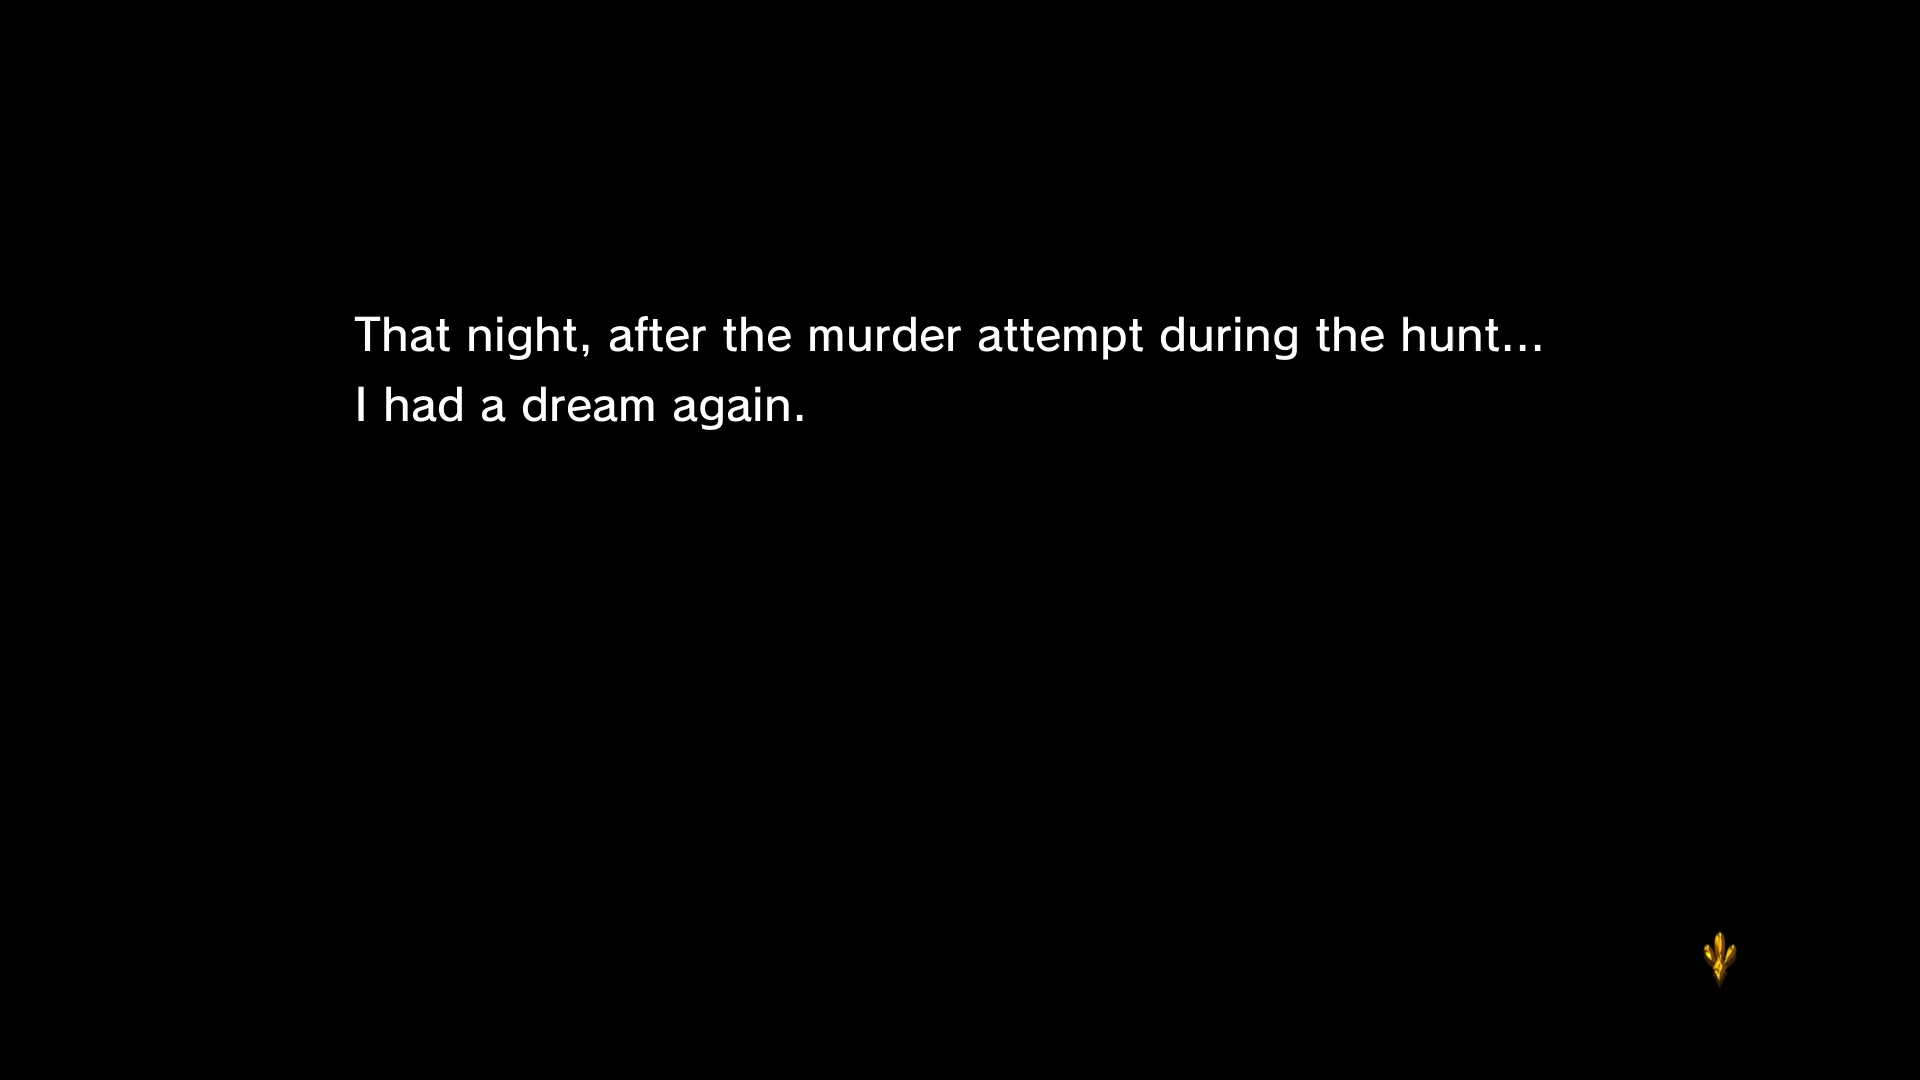 That night, after the murder attempt during the hunt...
I had a dream again.